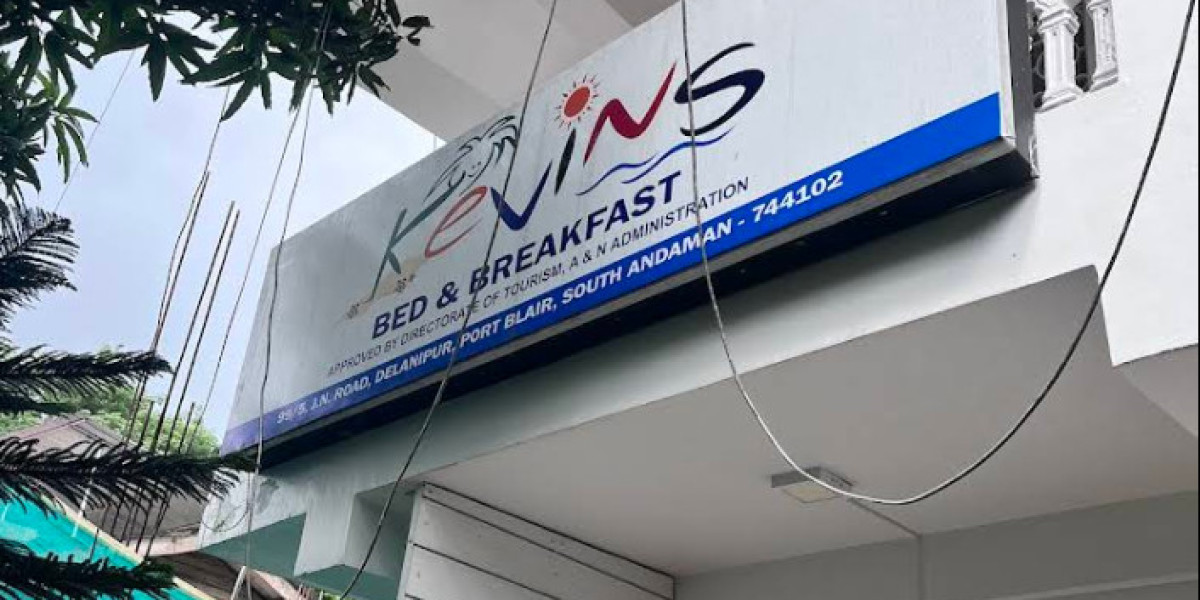 KeViNS
BED & BREAKFAST
APPROVED BY DIRECTORATE OF TOURISM, A & N ADMINISTRATION
99/5, J.N. ROAD, DELANIPUR, PORT BLAIR, SOUTH ANDAMAN - 744102